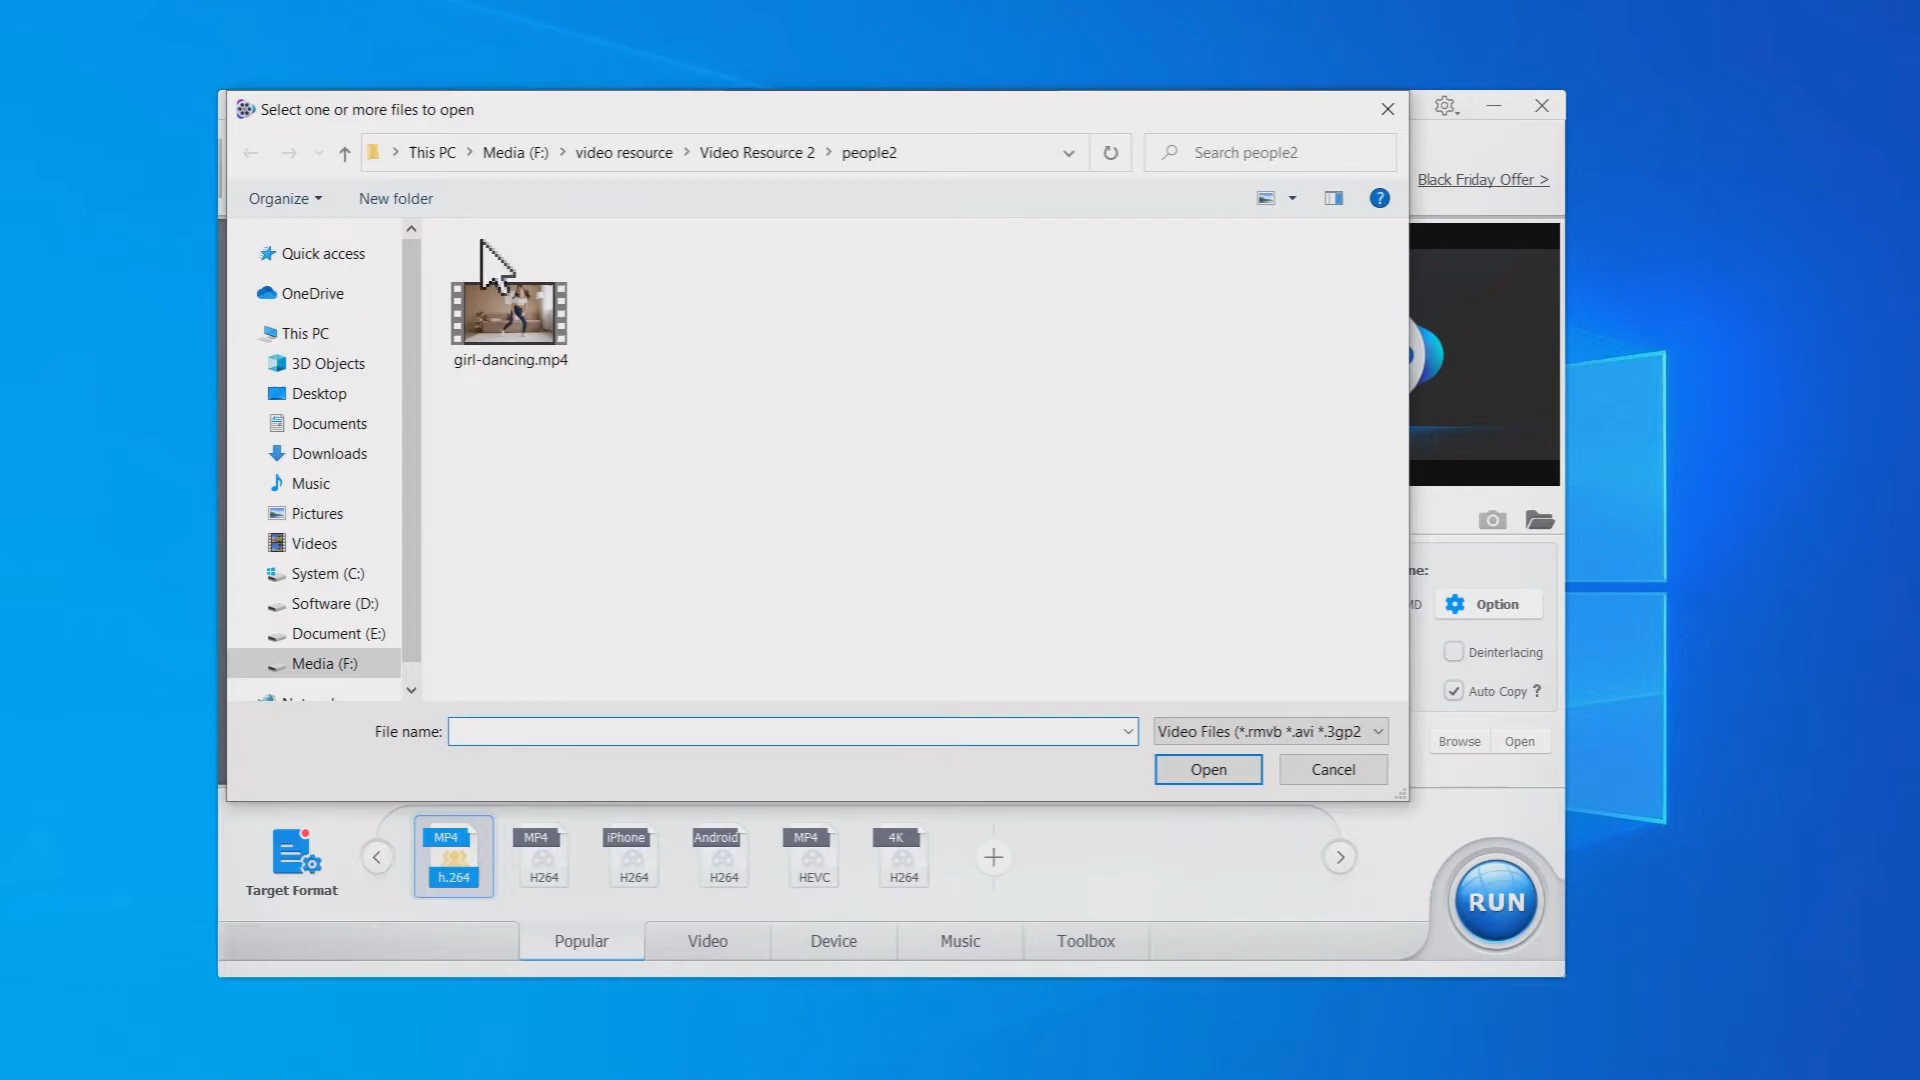 Select one or more files to open
This PC > Media (F:) > video resource > Video Resource 2 > people2
Search people2
Black Friday Offer >
Organize
New folder
?
Quick access
OneDrive
This PC
3D Objects
Desktop
Documents
Downloads
Music
Pictures
Videos
System (C:)
Software (D:)
Document (E:)
Media (F:)
girl-dancing.mp4
Option
Deinterlacing
Auto Copy ?
File name:
Video Files (*.rmvb *.avi *.3gp2
Browse
Open
Open
Cancel
Target Format
MP4
h.264
MP4
H264
iPhone
H264
Android
H264
MP4
HEVC
4K
H264
RUN
Popular
Video
Device
Music
Toolbox